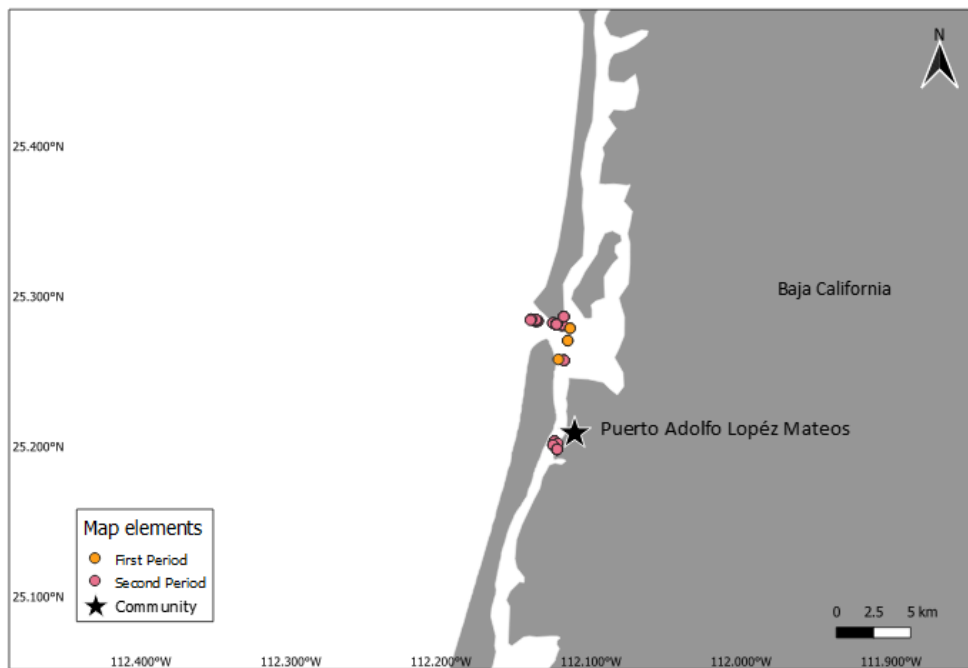 N
25.400°N
25.300°N
Baja California
25.200°N
Puerto Adolfo Lopéz Mateos
Map elements
First Period
Second Period
Community
25.100°N
0 2.5 5 km
112.400°W 112.300°W 112.200°W 112.100°W 112.000°W 111.900°W